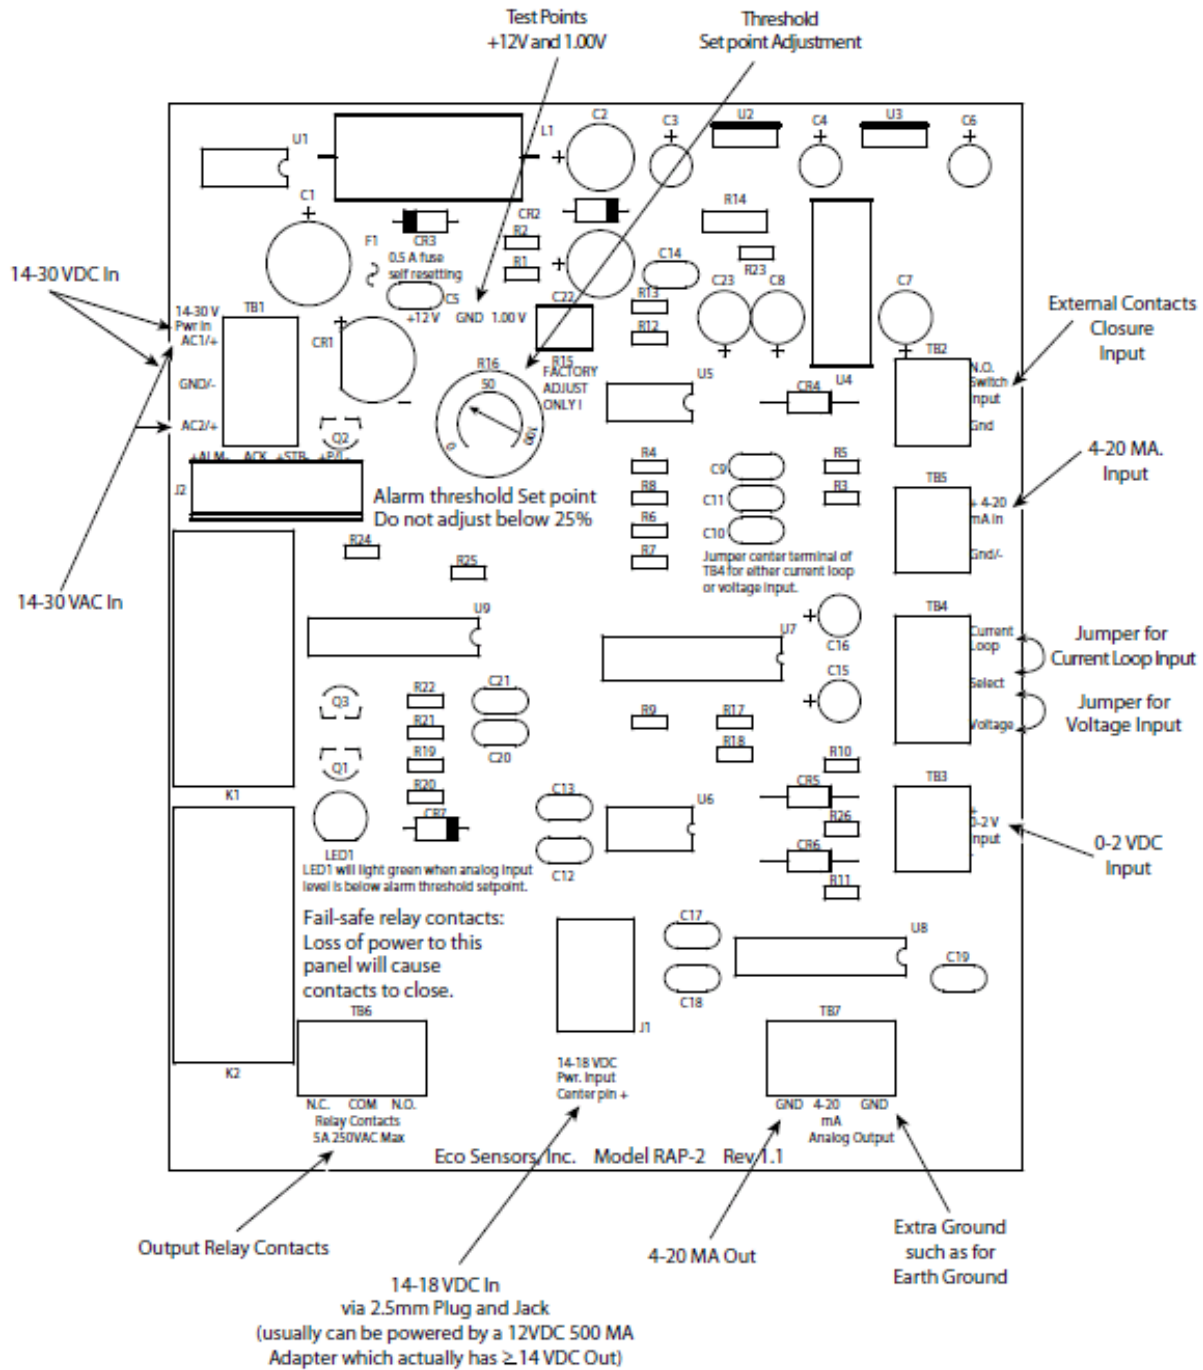 Test Points
+12V and 1.00V
Threshold
Set point Adjustment
U1
L1
C2
C3
U2
C4
U3
C6
C1
CR3
CR2
R2
R1
R14
R23
F1
0.5 A fuse
self resetting
C5
+12 V
GND 1.00 V
C22
C14
R13
R12
C23
C8
C7
14-30 VDC In
14-30 V
Pwr In
AC1/+
GND/-
AC2/+
TB1
CR1
R16
R15
FACTORY
ADJUST
ONLY !
50
0
100
U5
CR4
U4
TB2
N.O.
Switch
Input
Gnd
External Contacts
Closure
Input
Q2
+ALM- ACK +STB- +P/L-
J2
Alarm threshold Set point
Do not adjust below 25%
R4
R8
R6
R7
C9
C11
C10
R5
R3
TB5
+ 4-20
mA in
Gnd/-
4-20 MA.
Input
R24
R25
Jumper center terminal of
TB4 for either current loop
or voltage input.
14-30 VAC In
U9
U7
C16
C15
TB4
Current
Loop
Select
Voltage
Jumper for
Current Loop Input
Jumper for
Voltage Input
Q3
Q1
R22
R21
R19
R20
CR7
C21
C20
R9
R17
R18
R10
K1
LED1
C13
C12
U6
CR5
R26
CR6
R11
TB3
+
0-2 V
Input
-
0-2 VDC
Input
LED1 will light green when analog input
level is below alarm threshold setpoint.
Fail-safe relay contacts:
Loss of power to this
panel will cause
contacts to close.
C17
C18
U8
C19
K2
TB6
N.C. COM N.O.
Relay Contacts
5A 250VAC Max
J1
14-18 VDC
Pwr. Input
Center pin +
TB7
GND 4-20 GND
mA
Analog Output
Eco Sensors, Inc. Model RAP-2 Rev 1.1
Output Relay Contacts
14-18 VDC In
via 2.5mm Plug and Jack
(usually can be powered by a 12VDC 500 MA
Adapter which actually has ≥ 14 VDC Out)
4-20 MA Out
Extra Ground
such as for
Earth Ground